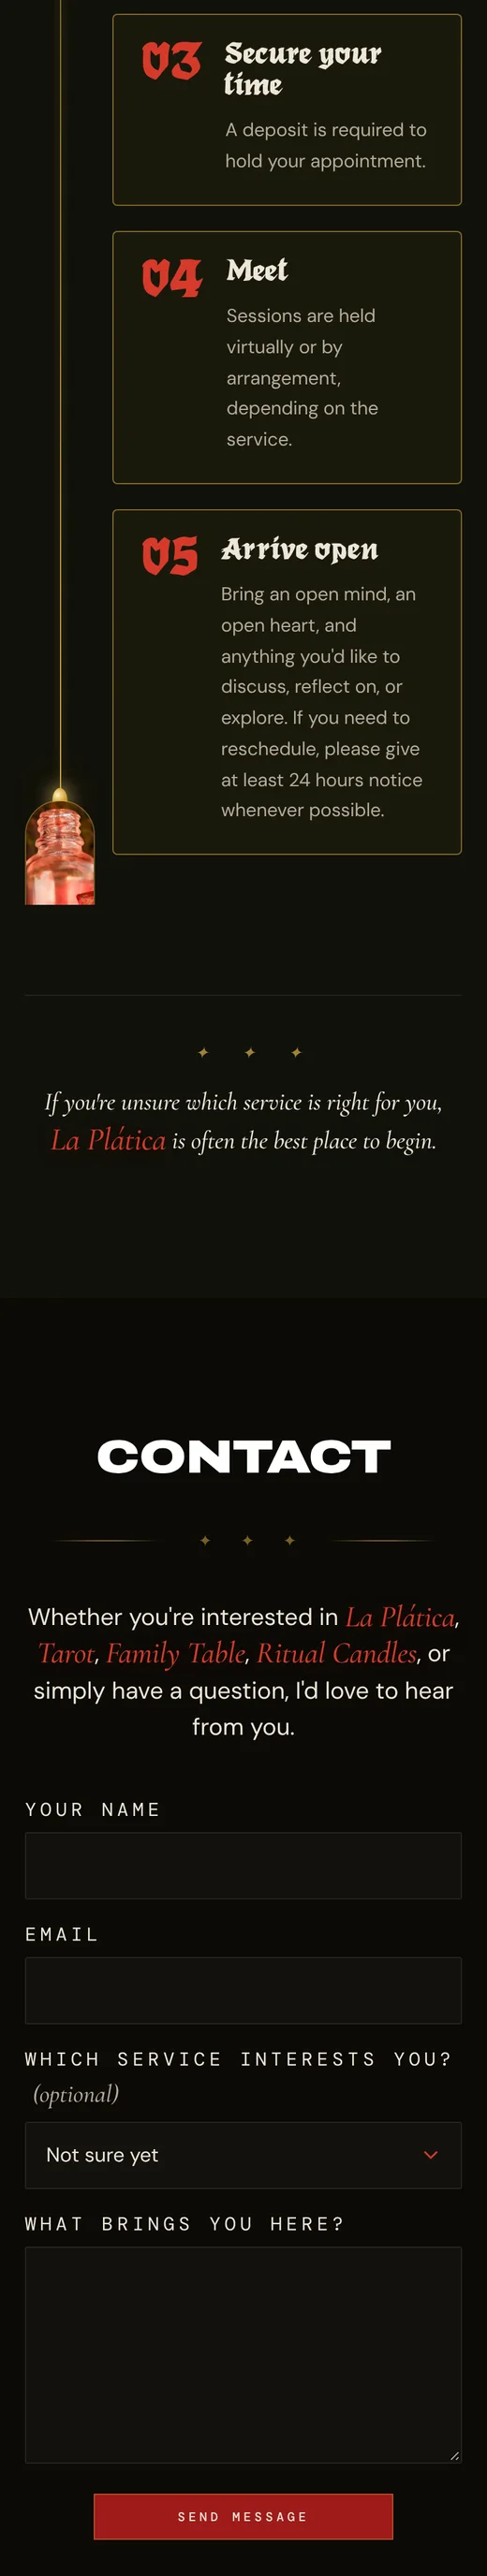 03 Secure your
time
A deposit is required to
hold your appointment.
04 Meet
Sessions are held
virtually or by
arrangement,
depending on the
service.
05 Arrive open
Bring an open mind, an
open heart, and
anything you'd like to
discuss, reflect on, or
explore. If you need to
reschedule, please give
at least 24 hours notice
whenever possible.
If you're unsure which service is right for you,
La Plática is often the best place to begin.
CONTACT
Whether you're interested in La Plática,
Tarot, Family Table, Ritual Candles, or
simply have a question, I'd love to hear
from you.
YOUR NAME
EMAIL
WHICH SERVICE INTERESTS YOU?
(optional)
Not sure yet
WHAT BRINGS YOU HERE?
SEND MESSAGE